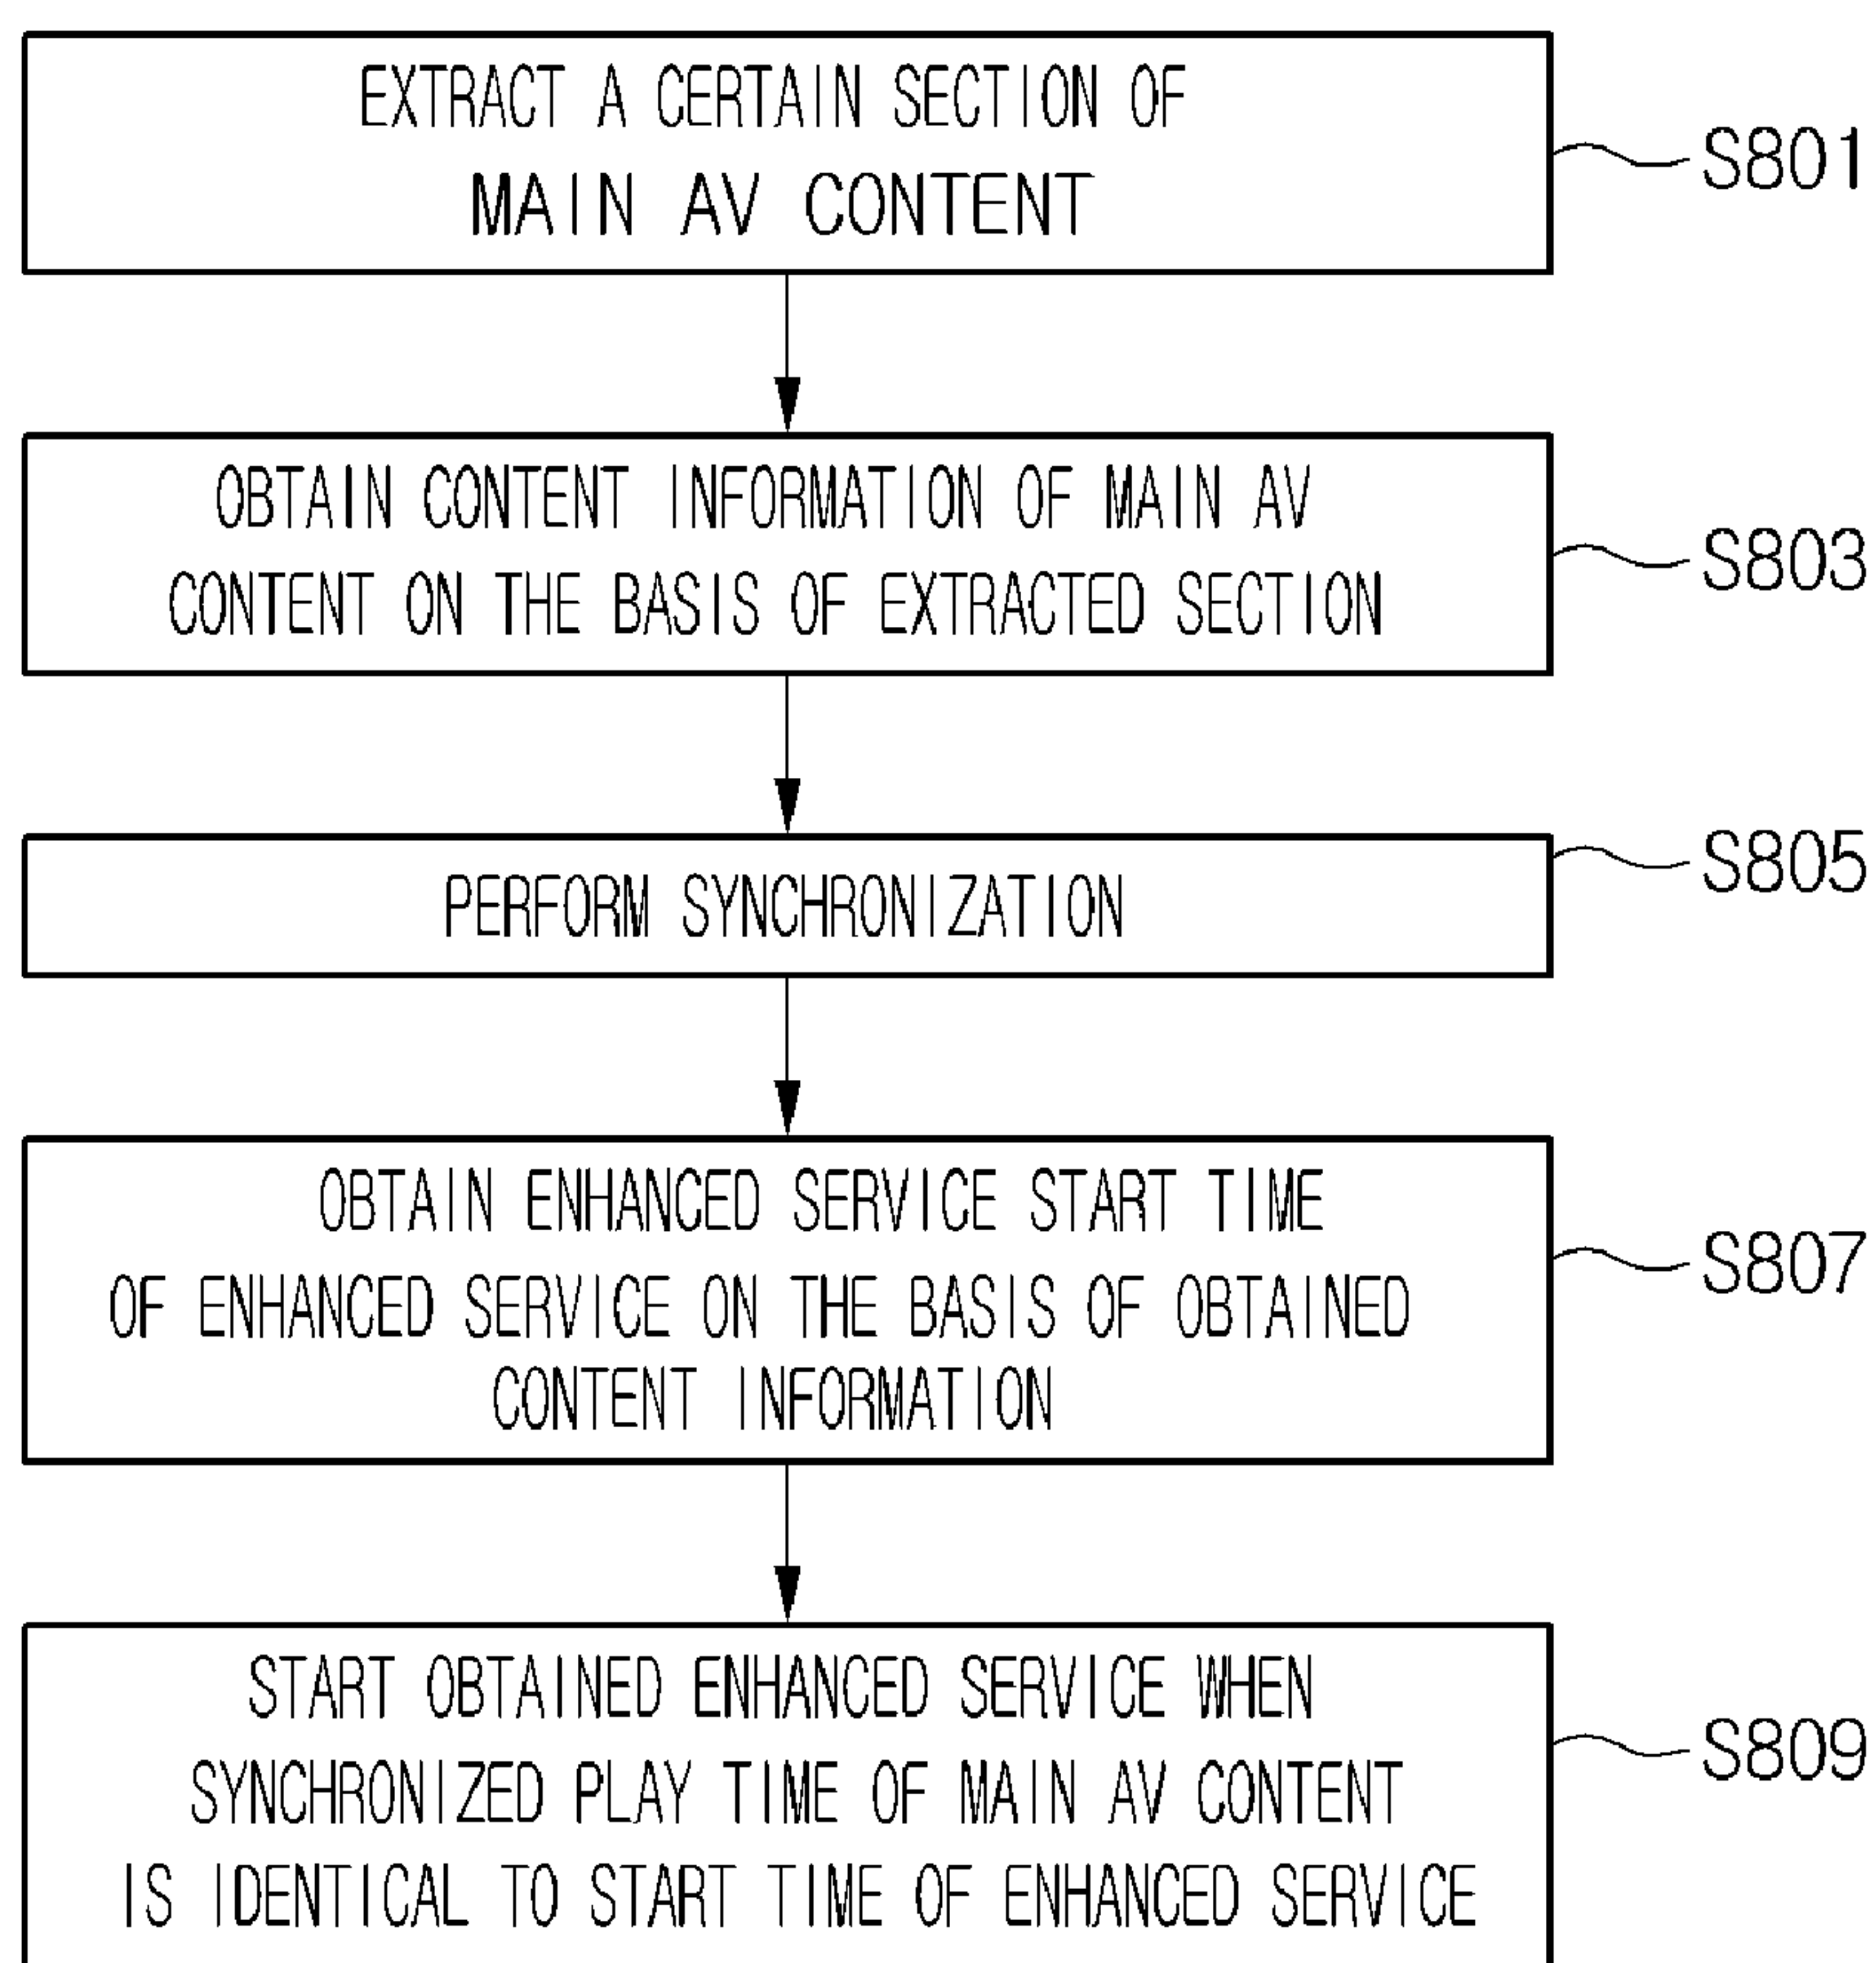 EXTRACT A CERTAIN SECTION OF
MAIN AV CONTENT
S801
OBTAIN CONTENT INFORMATION OF MAIN AV
CONTENT ON THE BASIS OF EXTRACTED SECTION
S803
PERFORM SYNCHRONIZATION
S805
OBTAIN ENHANCED SERVICE START TIME
OF ENHANCED SERVICE ON THE BASIS OF OBTAINED
CONTENT INFORMATION
S807
START OBTAINED ENHANCED SERVICE WHEN
SYNCHRONIZED PLAY TIME OF MAIN AV CONTENT
IS IDENTICAL TO START TIME OF ENHANCED SERVICE
S809